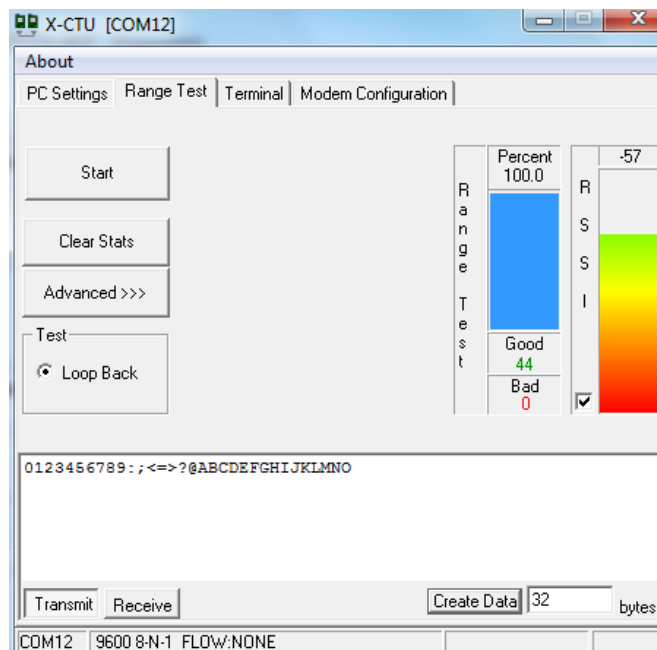 X-CTU [COM12]
About
PC Settings Range Test Terminal Modem Configuration
Start
Clear Stats
Advanced >>>
Test
Loop Back
Range Test
Percent
100.0
Good
44
Bad
0
RSSI
-57
0123456789:;<=>?@ABCDEFGHIJKLMNO
Transmit Receive Create Data 32 bytes
COM12 9600 8-N-1 FLOW:NONE